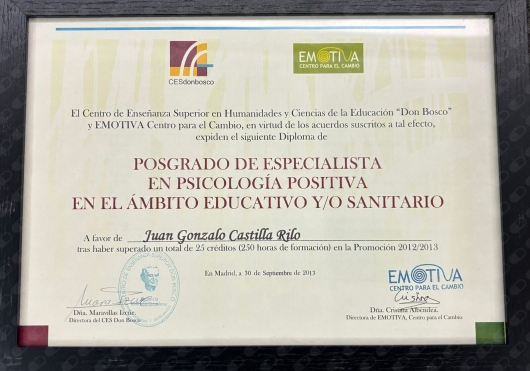 CESdonbosco
EMOTIVA
CENTRO PARA EL CAMBIO
El Centro de Enseñanza Superior en Humanidades y Ciencias de la Educación "Don Bosco"
y EMOTIVA Centro para el Cambio, en virtud de los acuerdos suscritos a tal efecto,
expiden el siguiente Diploma de
POSGRADO DE ESPECIALISTA
EN PSICOLOGÍA POSITIVA
EN EL ÁMBITO EDUCATIVO Y/O SANITARIO
A favor de Juan Gonzalo Castilla Rilo
tras haber superado un total de 25 créditos (250 horas de formación) en la Promoción 2012/2013
En Madrid, a 30 de Septiembre de 2013
EMOTIVA
CENTRO PARA EL CAMBIO
Dña. Maravillas Izcue.
Directora del CES Don Bosco
Dña. Cristina Albendea.
Directora de EMOTIVA, Centro para el Cambio